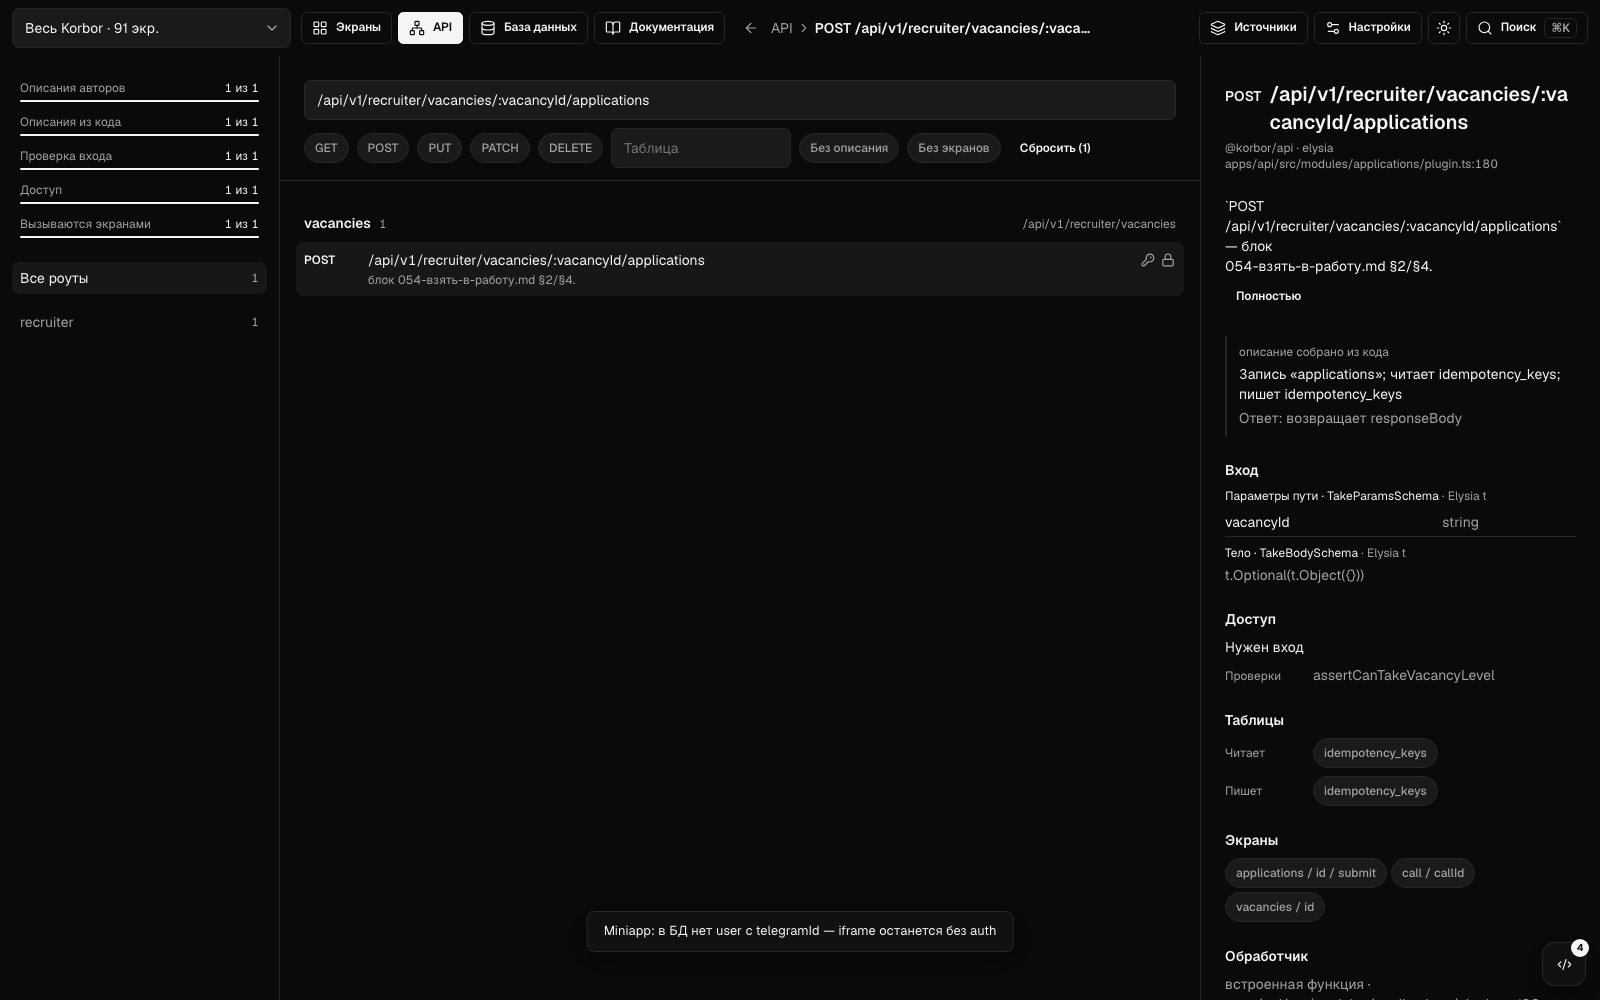 Весь Korbor · 91 экр.
Экраны
API
База данных
Документация
API
POST /api/v1/recruiter/vacancies/:vaca...
Источники
Настройки
Поиск
⌘K
Описания авторов 1 из 1
Описания из кода 1 из 1
Проверка входа 1 из 1
Доступ 1 из 1
Вызываются экранами 1 из 1
Все роуты 1
recruiter 1
/api/v1/recruiter/vacancies/:vacancyId/applications
GET POST PUT PATCH DELETE Таблица Без описания Без экранов Сбросить (1)
vacancies 1 /api/v1/recruiter/vacancies
POST /api/v1/recruiter/vacancies/:vacancyId/applications
блок 054-взять-в-работу.md §2/§4.
Miniapp: в БД нет user с telegramId — iframe останется без auth
POST /api/v1/recruiter/vacancies/:va
cancyId/applications
@korbor/api · elysia
apps/api/src/modules/applications/plugin.ts:180
`POST
/api/v1/recruiter/vacancies/:vacancyId/applications`
— блок
054-взять-в-работу.md §2/§4.
Полностью
описание собрано из кода
Запись «applications»; читает idempotency_keys;
пишет idempotency_keys
Ответ: возвращает responseBody
Вход
Параметры пути · TakeParamsSchema · Elysia t
vacancyId string
Тело · TakeBodySchema · Elysia t
t.Optional(t.Object({}))
Доступ
Нужен вход
Проверки assertCanTakeVacancyLevel
Таблицы
Читает idempotency_keys
Пишет idempotency_keys
Экраны
applications / id / submit call / callId
vacancies / id
Обработчик
встроенная функция ·
4